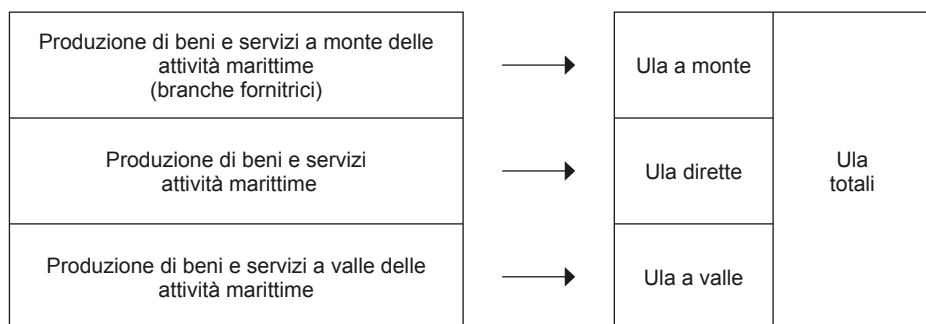 Produzione di beni e servizi a monte delle
attività marittime
(branche fornitrici)
Ula a monte
Produzione di beni e servizi
attività marittime
Ula dirette
Ula
totali
Produzione di beni e servizi a valle delle
attività marittime
Ula a valle